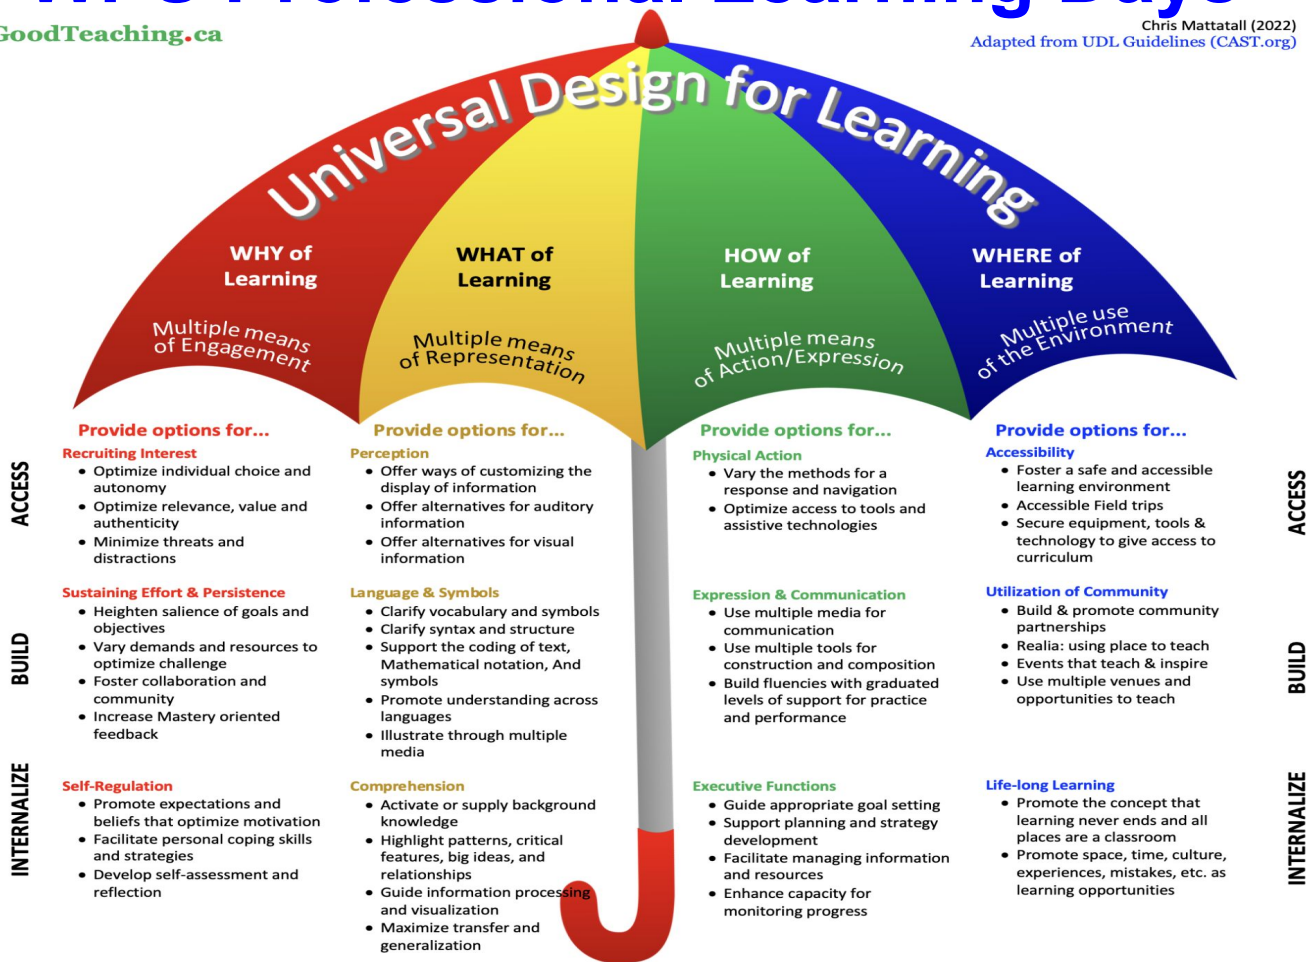 Professional Learning Days
GoodTeaching.ca
Chris Mattatall (2022)
Adapted from UDL Guidelines (CAST.org)
Universal Design for Learning
WHY of
Learning
Multiple means
of Engagement
WHAT of
Learning
Multiple means
of Representation
HOW of
Learning
Multiple means
of Action/Expression
WHERE of
Learning
Multiple use
of the Environment
ACCESS
BUILD
INTERNALIZE
Provide options for...
Recruiting Interest
• Optimize individual choice and
autonomy
• Optimize relevance, value and
authenticity
• Minimize threats and
distractions
Sustaining Effort & Persistence
• Heighten salience of goals and
objectives
• Vary demands and resources to
optimize challenge
• Foster collaboration and
community
• Increase Mastery oriented
feedback
Self-Regulation
• Promote expectations and
beliefs that optimize motivation
• Facilitate personal coping skills
and strategies
• Develop self-assessment and
reflection
Provide options for...
Perception
• Offer ways of customizing the
display of information
• Offer alternatives for auditory
information
• Offer alternatives for visual
information
Language & Symbols
• Clarify vocabulary and symbols
• Clarify syntax and structure
• Support the coding of text,
Mathematical notation, And
symbols
• Promote understanding across
languages
• Illustrate through multiple
media
Comprehension
• Activate or supply background
knowledge
• Highlight patterns, critical
features, big ideas, and
relationships
• Guide information processing
and visualization
• Maximize transfer and
generalization
Provide options for...
Physical Action
• Vary the methods for a
response and navigation
• Optimize access to tools and
assistive technologies
Expression & Communication
• Use multiple media for
communication
• Use multiple tools for
construction and composition
• Build fluencies with graduated
levels of support for practice
and performance
Executive Functions
• Guide appropriate goal setting
• Support planning and strategy
development
• Facilitate managing information
and resources
• Enhance capacity for
monitoring progress
Provide options for...
Accessibility
• Foster a safe and accessible
learning environment
• Accessible Field trips
• Secure equipment, tools &
technology to give access to
curriculum
Utilization of Community
• Build & promote community
partnerships
• Realia: using place to teach
• Events that teach & inspire
• Use multiple venues and
opportunities to teach
Life-long Learning
• Promote the concept that
learning never ends and all
places are a classroom
• Promote space, time, culture,
experiences, mistakes, etc. as
learning opportunities
ACCESS
BUILD
INTERNALIZE